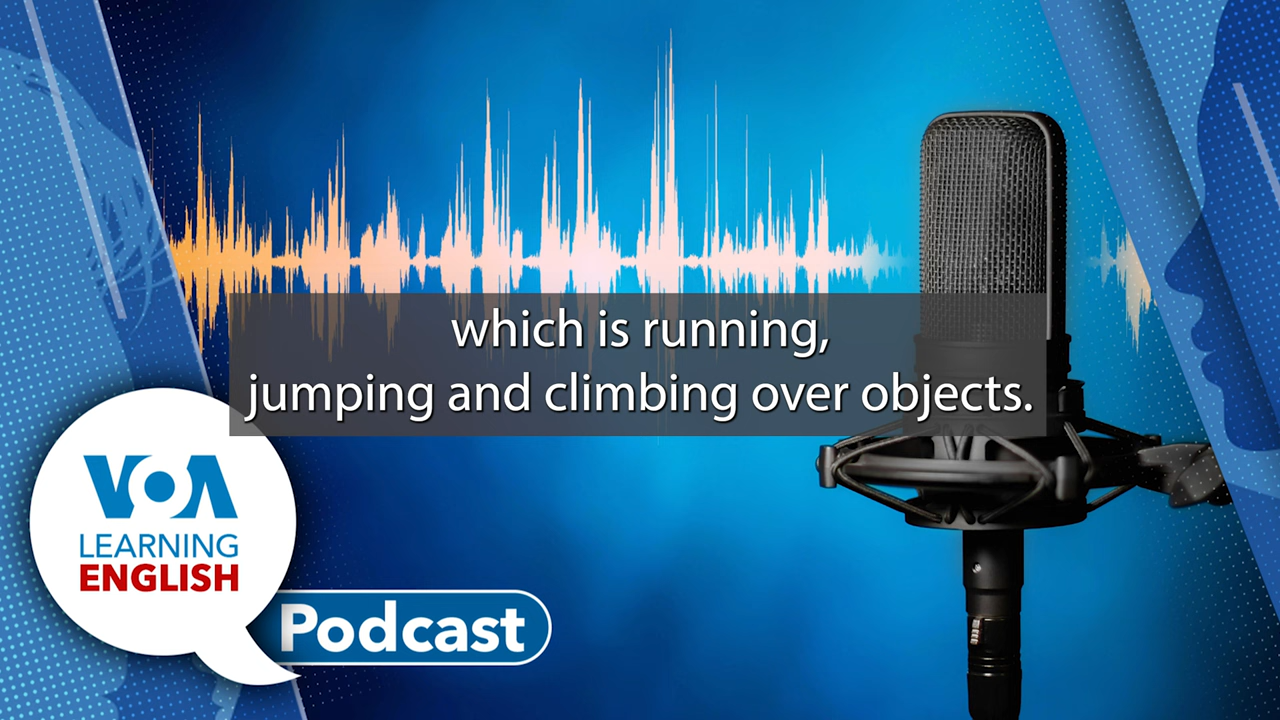 which is running,
jumping and climbing over objects.
VOA
LEARNING
ENGLISH
Podcast